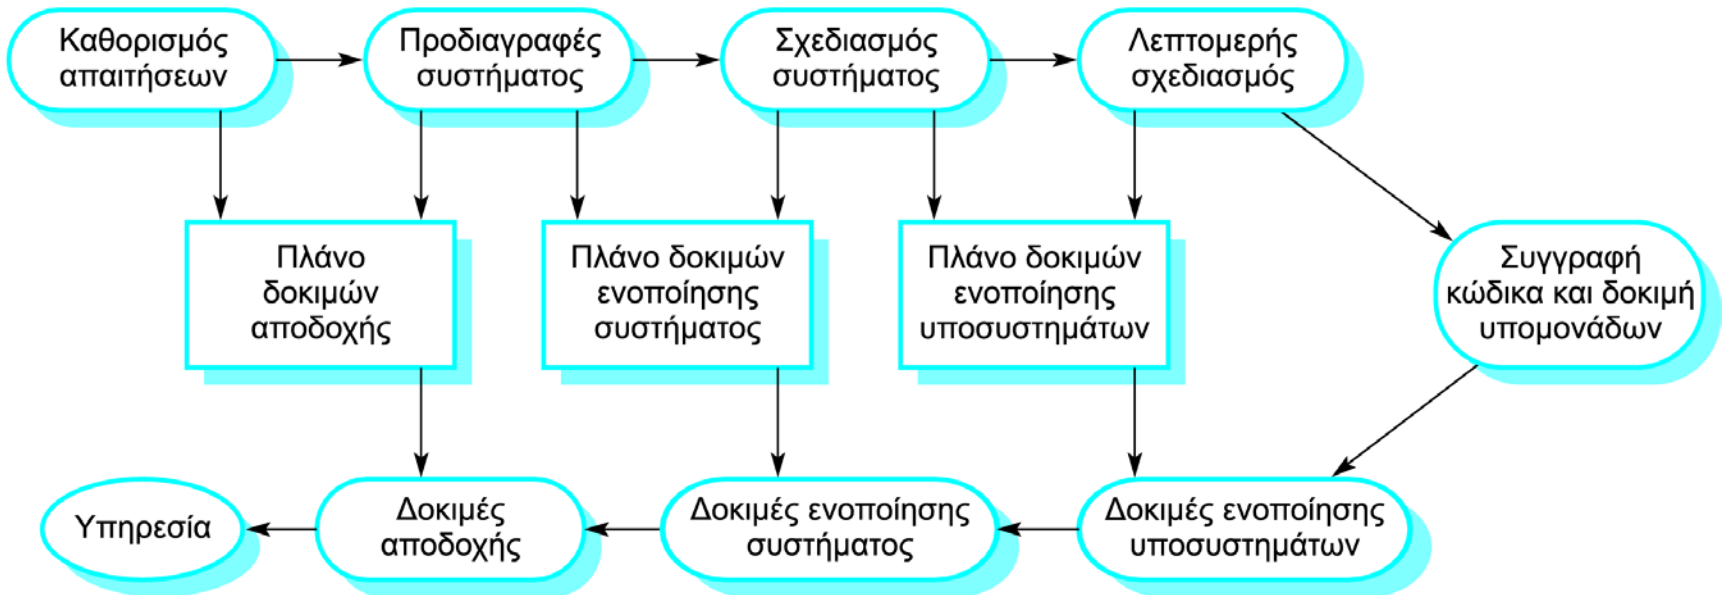 Καθορισμός
απαιτήσεων
Προδιαγραφές
συστήματος
Σχεδιασμός
συστήματος
Λεπτομερής
σχεδιασμός
Πλάνο
δοκιμών
αποδοχής
Πλάνο δοκιμών
ενοποίησης
συστήματος
Πλάνο δοκιμών
ενοποίησης
υποσυστημάτων
Συγγραφή
κώδικα και δοκιμή
υπομονάδων
Υπηρεσία
Δοκιμές
αποδοχής
Δοκιμές ενοποίησης
συστήματος
Δοκιμές ενοποίησης
υποσυστημάτων